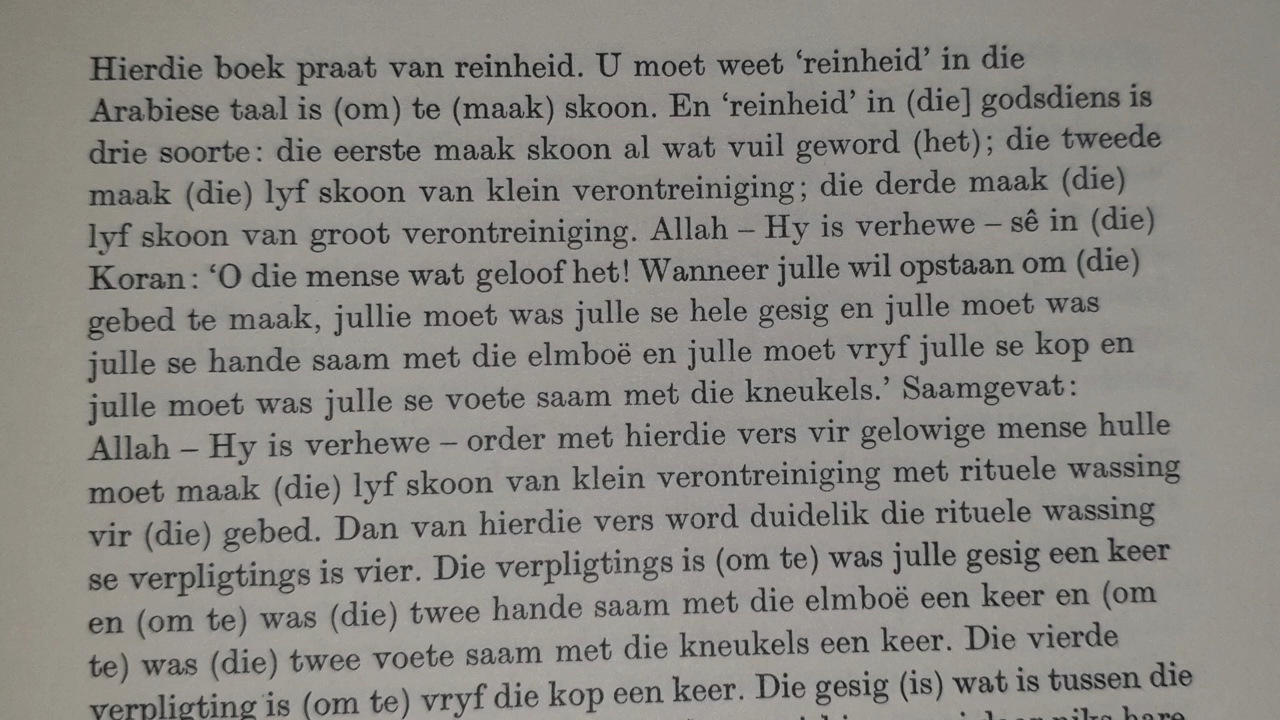 Hierdie boek praat van reinheid. U moet weet ‘reinheid’ in die
Arabiese taal is (om) te (maak) skoon. En ‘reinheid’ in (die] godsdiens is
drie soorte: die eerste maak skoon al wat vuil geword (het); die tweede
maak (die) lyf skoon van klein verontreiniging; die derde maak (die)
lyf skoon van groot verontreiniging. Allah – Hy is verhewe – sê in (die)
Koran: ‘O die mense wat geloof het! Wanneer julle wil opstaan om (die)
gebed te maak, jullie moet was julle se hele gesig en julle moet was
julle se hande saam met die elmboë en julle moet vryf julle se kop en
julle moet was julle se voete saam met die kneukels.’ Saamgevat:
Allah – Hy is verhewe – order met hierdie vers vir gelowige mense hulle
moet maak (die) lyf skoon van klein verontreiniging met rituele wassing
vir (die) gebed. Dan van hierdie vers word duidelik die rituele wassing
se verpligtings is vier. Die verpligtings is (om te) was julle gesig een keer
en (om te) was (die) twee hande saam met die elmboë een keer en (om
te) was (die) twee voete saam met die kneukels een keer. Die vierde
verpligting is (om te) vryf die kop een keer. Die gesig (is) wat is tussen die